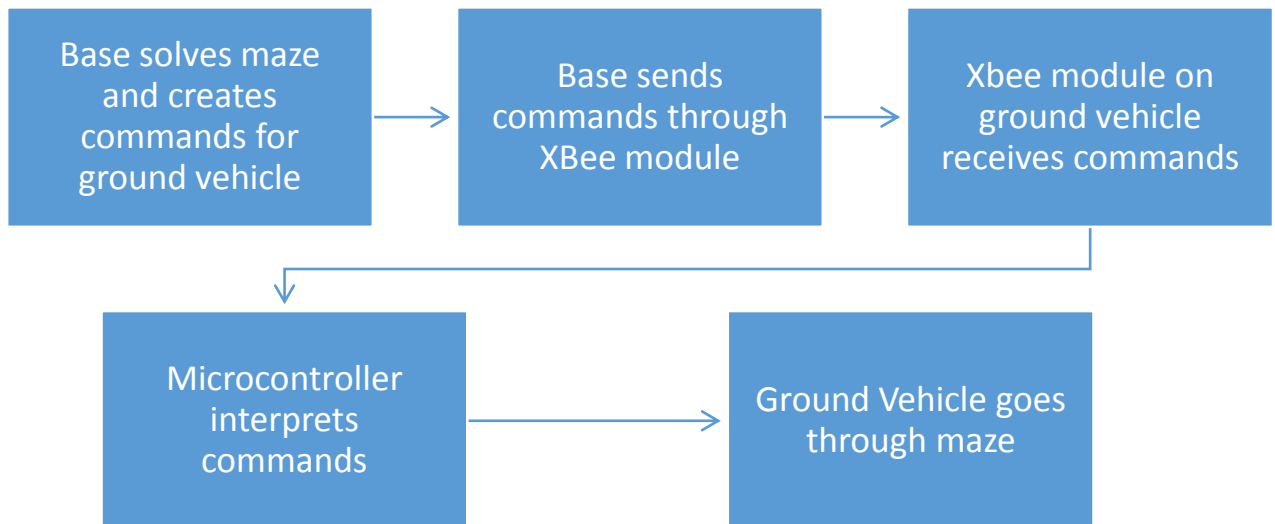 Base solves maze
and creates
commands for
ground vehicle
Base sends
commands through
XBee module
Xbee module on
ground vehicle
receives commands
Microcontroller
interprets
commands
Ground Vehicle goes
through maze